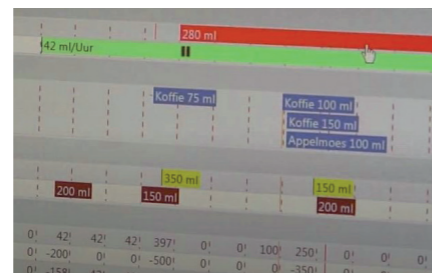 280 ml
42 ml/Uur
Koffie 75 ml
Koffie 100 ml
Koffie 150 ml
Appelmoes 100 ml
350 ml
150 ml
200 ml
150 ml
200 ml
0 42 42 42 397 0 0 100 250 0 0 0
0 -200 0 0 -500 0 0 0 -350 0 0